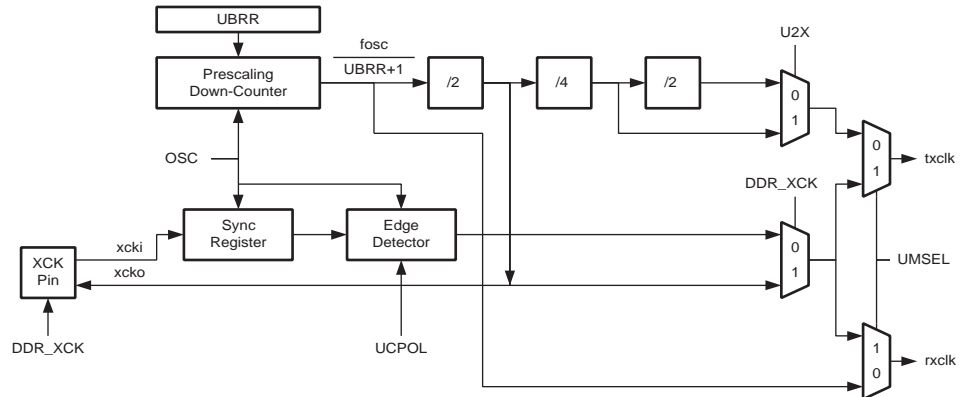 UBRR
fosc
U2X
Prescaling
Down-Counter
UBRR+1
/2
/4
/2
0
1
OSC
0
1
txclk
DDR_XCK
Sync
Register
Edge
Detector
xcki
0
XCK
Pin
xcko
1
UMSEL
DDR_XCK
UCPOL
1
0
rxclk